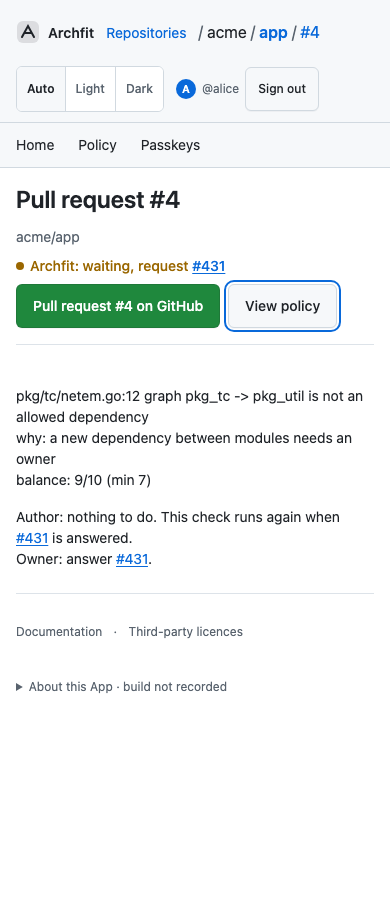 Archfit Repositories / acme / app / #4
Auto Light Dark A @alice Sign out
Home Policy Passkeys
Pull request #4
acme/app
Archfit: waiting, request #431
Pull request #4 on GitHub View policy
pkg/tc/netem.go:12 graph pkg_tc -> pkg_util is not an
allowed dependency
why: a new dependency between modules needs an
owner
balance: 9/10 (min 7)
Author: nothing to do. This check runs again when
#431 is answered.
Owner: answer #431.
Documentation · Third-party licences
About this App · build not recorded